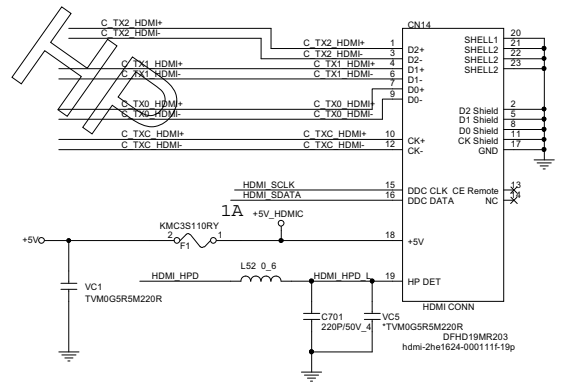 CN14
C_TX2_HDMI+ C_TX2_HDMI+ 1 D2+ SHELL1 20
C_TX2_HDMI- C_TX2_HDMI- 3 D2- SHELL2 21
C_TX1_HDMI+ C_TX1_HDMI+ 4 D1+ SHELL2 22
C_TX1_HDMI- C_TX1_HDMI- 6 D1- SHELL2 23
7 D0+
9 D0-
C_TX0_HDMI+ C_TX0_HDMI+ D2 Shield 2
C_TX0_HDMI- C_TX0_HDMI- D1 Shield 5
D0 Shield 8
C_TXC_HDMI+ C_TXC_HDMI+ 10 CK+ CK Shield 11
C_TXC_HDMI- C_TXC_HDMI- 12 CK- GND 17
HDMI_SCLK 15 DDC CLK CE Remote 13
HDMI_SDATA 16 DDC DATA NC 14
1A +5V_HDMIC
KMC3S110RY
+5V 2 F1 1 18 +5V
HDMI_HPD L52 0_6 HDMI_HPD_L 19 HP DET
VC1
TVM0G5R5M220R
HDMI CONN
C701
220P/50V_4
VC5
*TVM0G5R5M220R
DFHD19MR203
hdmi-2he1624-000111f-19p